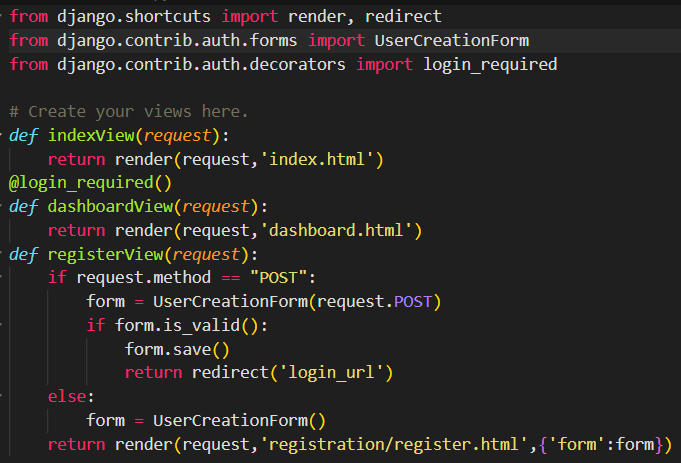 from django.shortcuts import render, redirect
from django.contrib.auth.forms import UserCreationForm
from django.contrib.auth.decorators import login_required

# Create your views here.
def indexView(request):
    return render(request,'index.html')
@login_required()
def dashboardView(request):
    return render(request,'dashboard.html')
def registerView(request):
    if request.method == "POST":
        form = UserCreationForm(request.POST)
        if form.is_valid():
            form.save()
            return redirect('login_url')
    else:
        form = UserCreationForm()
    return render(request,'registration/register.html',{'form':form})